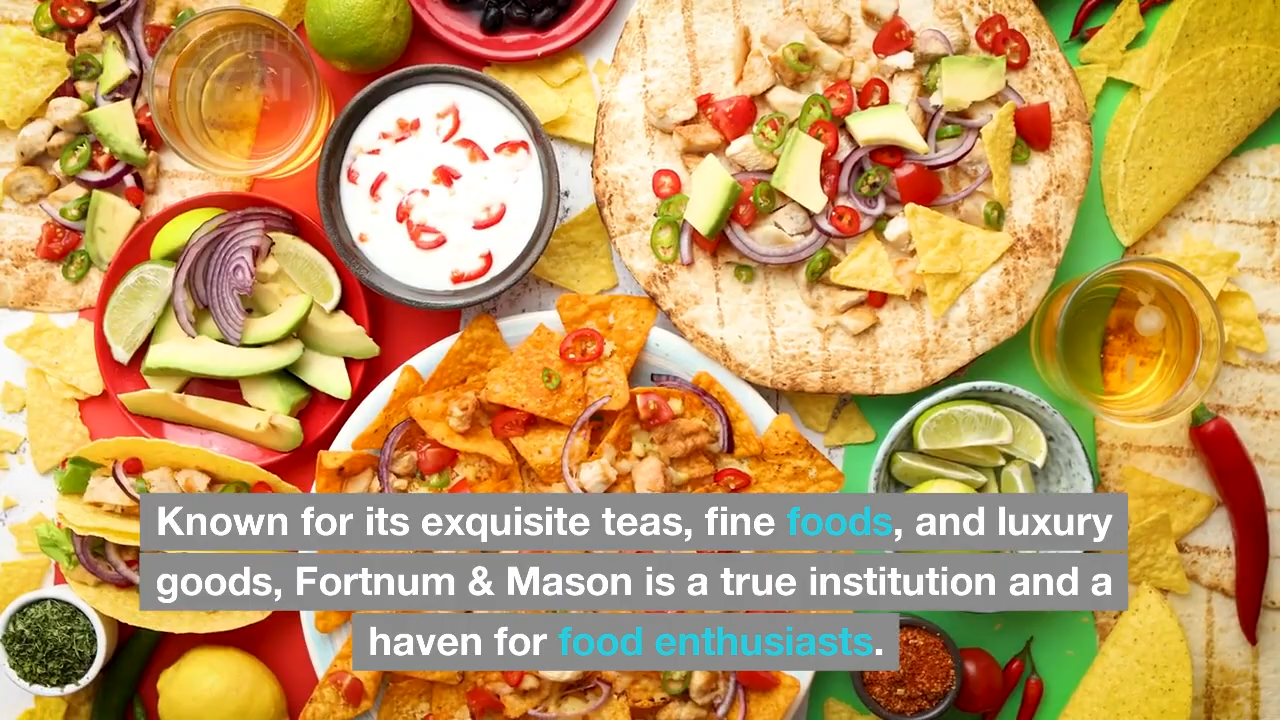 Known for its exquisite teas, fine foods, and luxury
goods, Fortnum & Mason is a true institution and a
haven for food enthusiasts.